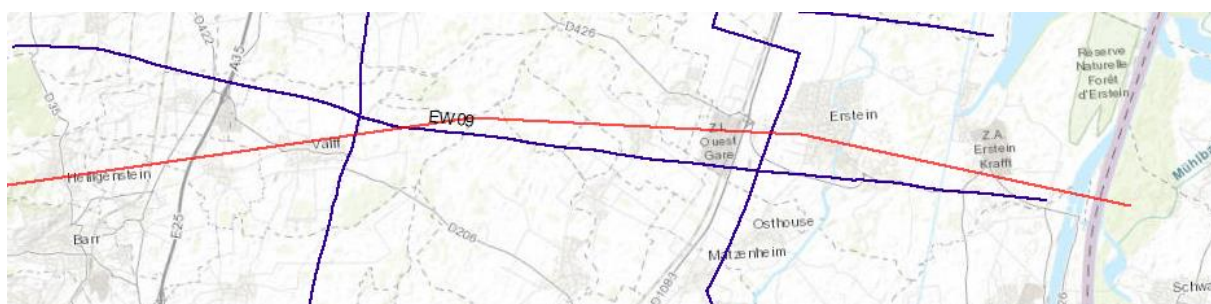 D422
A35
D426
Réserve
Naturelle
Forêt
d'Erstein
D35
EW09
Erstein
Z.I.
Ouest
Gare
Z.A.
Erstein
Krafft
Valff
Heiligenstein
Mühlba
Barr
E25
D206
Osthouse
Matzenheim
D1083
Schwa